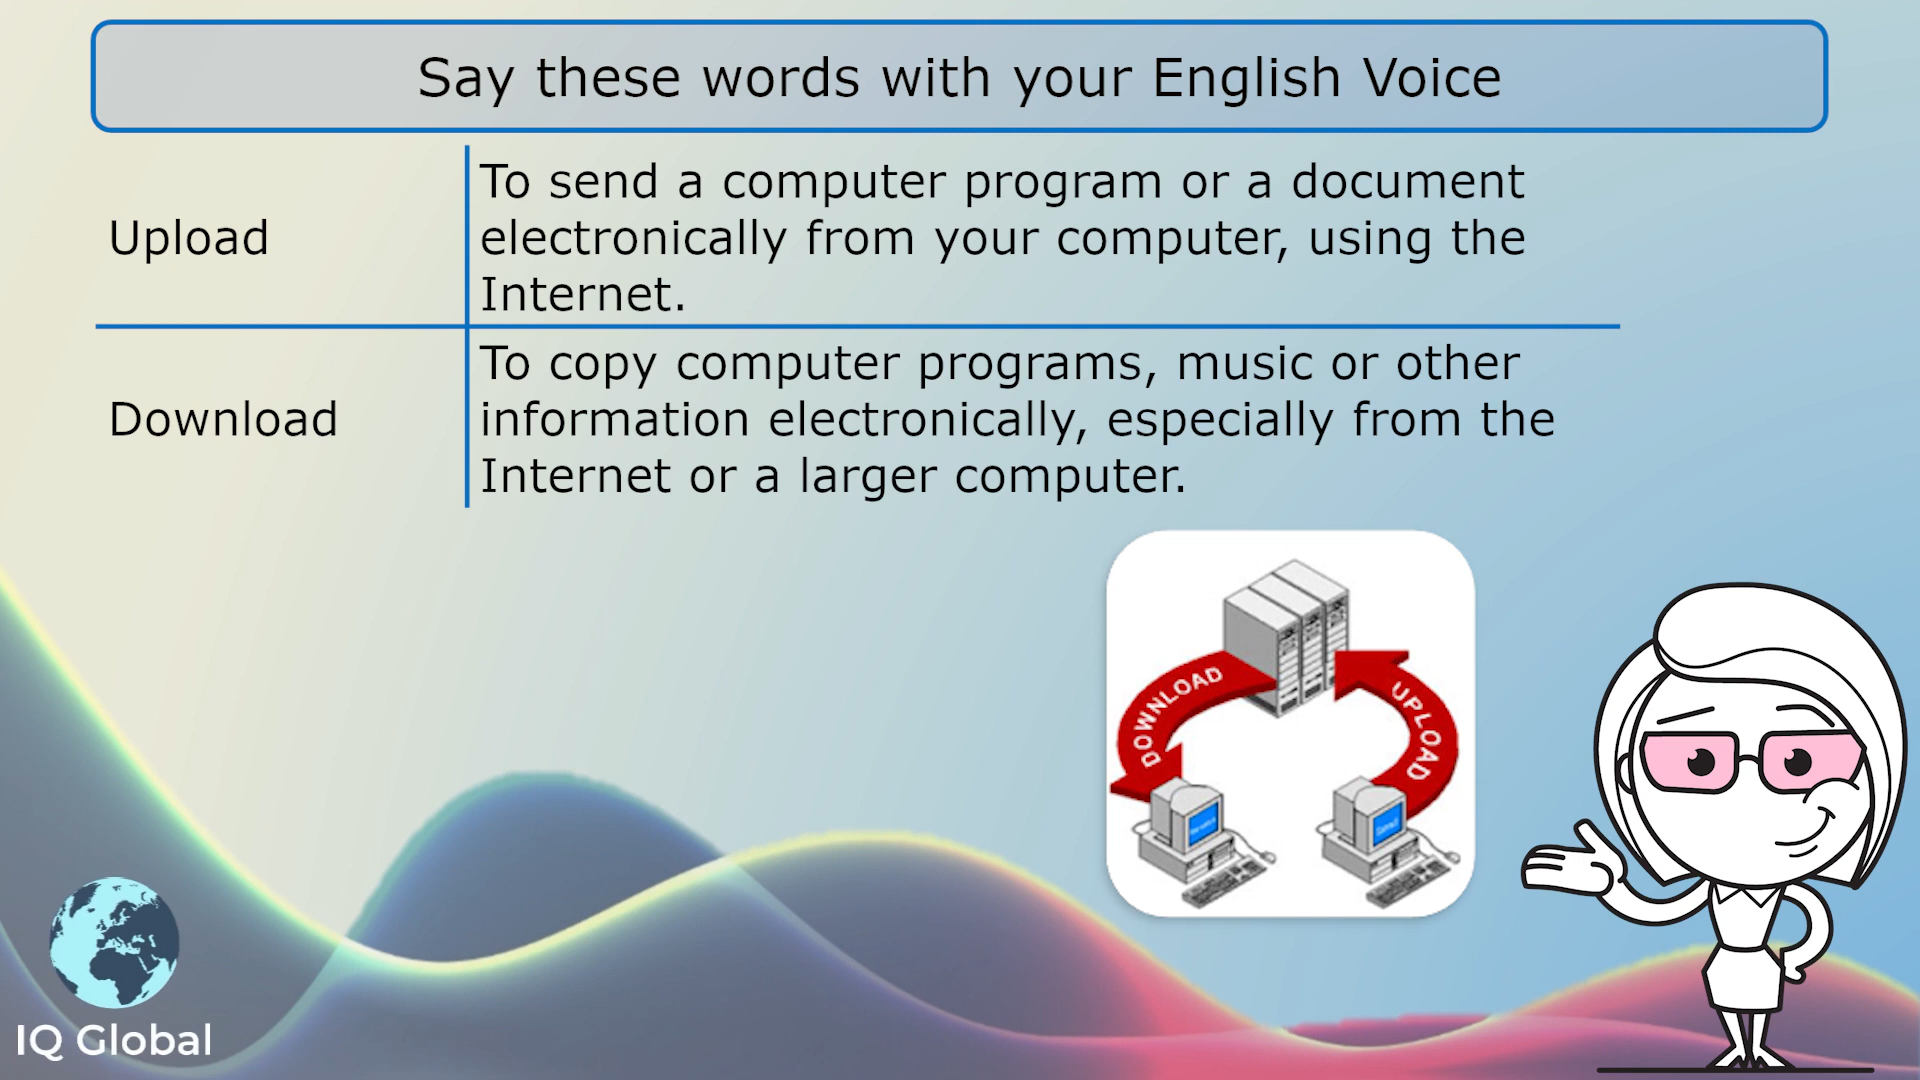 Say these words with your English Voice
Upload
To send a computer program or a document
electronically from your computer, using the
Internet.
Download
To copy computer programs, music or other
information electronically, especially from the
Internet or a larger computer.
DOWNLOAD
UPLOAD
IQ Global